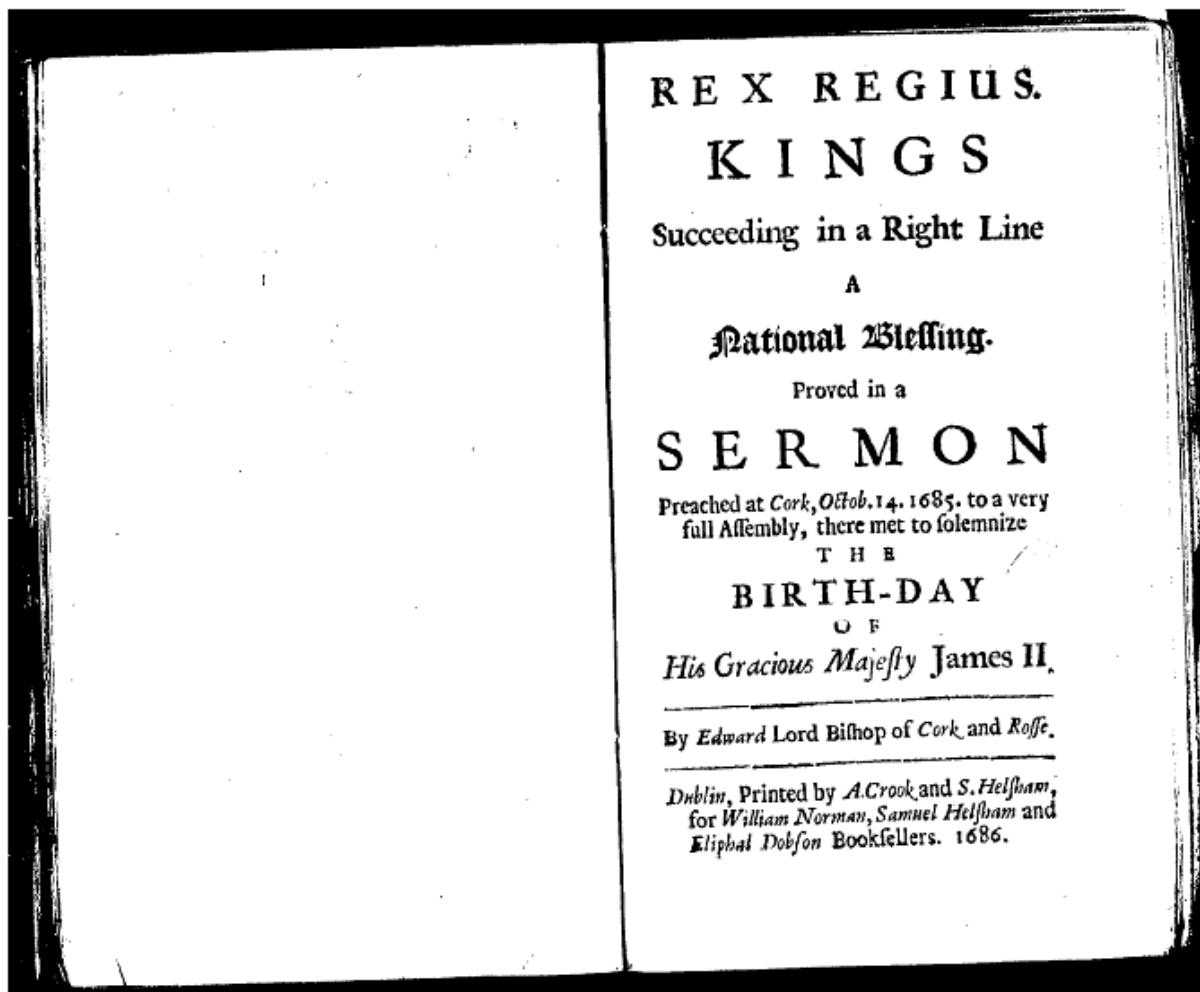 REX REGIUS.
KINGS
Succeeding in a Right Line
A
National Bleſſing.
Proved in a
SERMON
Preached at Cork, Octob. 14. 1685. to a very
full Aſſembly, there met to ſolemnize
THE
BIRTH-DAY
OF
His Gracious Majeſty James II.
By Edward Lord Biſhop of Cork and Roſſe.
Dublin, Printed by A. Crook and S. Helſham,
for William Norman, Samuel Helſham and
Eliphal Dobſon Bookſellers. 1686.